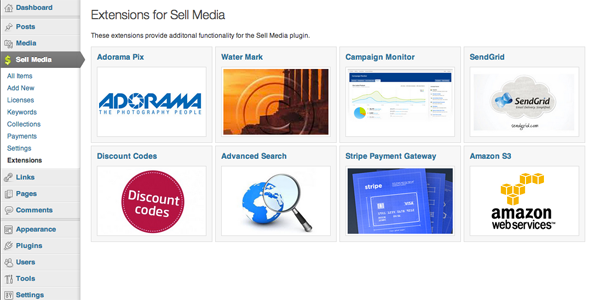 Dashboard
Posts
Media
$ Sell Media
All Items
Add New
Licenses
Keywords
Collections
Payments
Settings
Extensions
Links
Pages
Comments
Appearance
Plugins
Users
Tools
Settings
Extensions for Sell Media
These extensions provide additonal functionality for the Sell Media plugin.
Adorama Pix
ADORAMA
THE PHOTOGRAPHY PEOPLE
Water Mark
Campaign Monitor
SendGrid
SendGrid
sendgrid.com
Discount Codes
Discount
codes
Advanced Search
Stripe Payment Gateway
stripe
Amazon S3
amazon
web services™